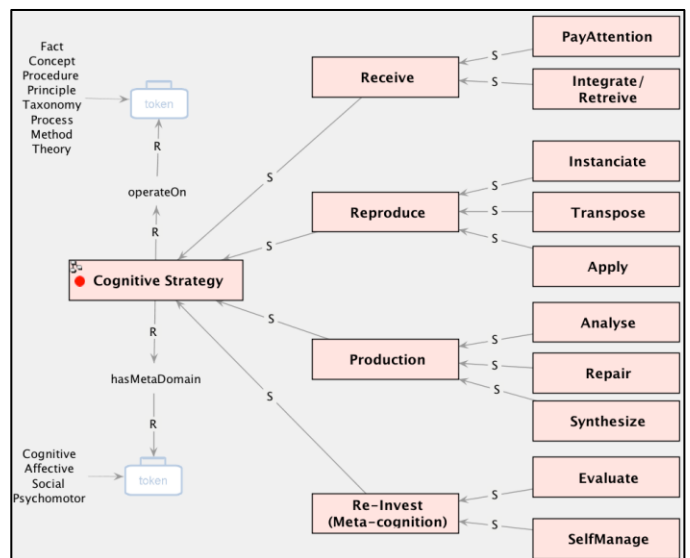 Fact
Concept
Procedure
Principle
Taxonomy
Process
Method
Theory
token
R
operateOn
R
Cognitive Strategy
R
hasMetaDomain
R
Cognitive
Affective
Social
Psychomotor
token
S
S
S
S
Receive
S
S
PayAttention
Integrate/
Retreive
Reproduce
S
S
S
Instanciate
Transpose
Apply
Production
S
S
S
Analyse
Repair
Synthesize
Re-Invest
(Meta-cognition)
S
S
Evaluate
SelfManage